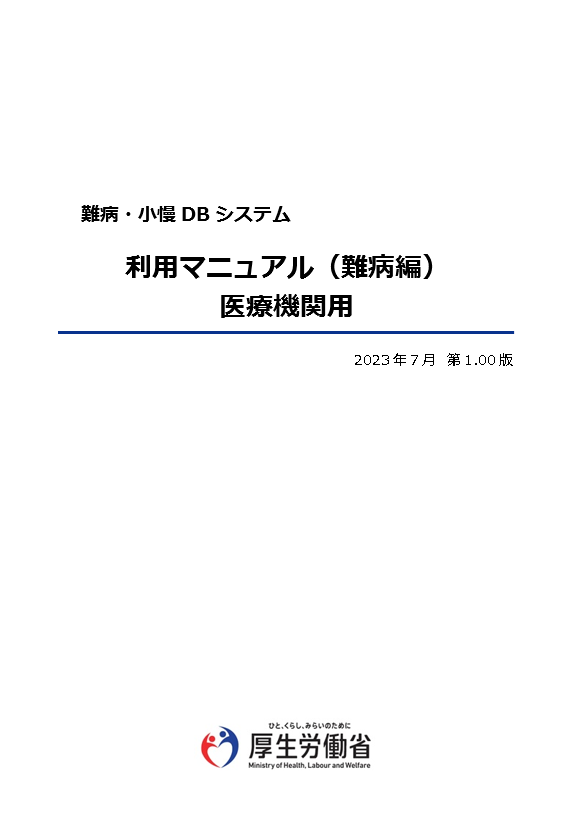 難病・小慢 DB システム
利用マニュアル（難病編）
医療機関用
2023 年 7 月 第 1.00 版
ひと、くらし、みらいのために
厚生労働省
Ministry of Health, Labour and Welfare